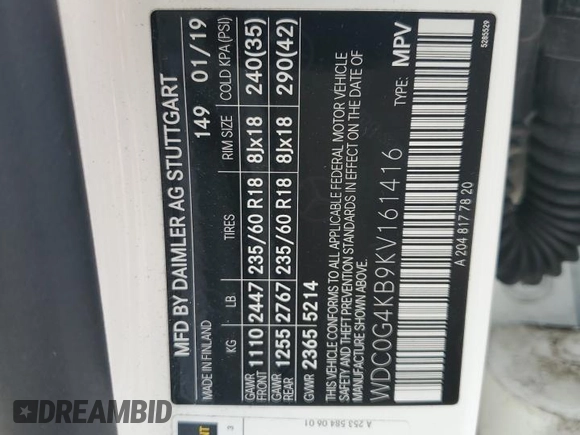 MFD BY DAIMLER AG STUTTGART
MADE IN FINLAND 149 01/19
KG LB TIRES RIM SIZE COLD KPA(PSI)
GAWR FRONT 1110 2447 235/60 R18 8Jx18 240(35)
GAWR REAR 1255 2767 235/60 R18 8Jx18 290(42)
GVWR 2365 5214
THIS VEHICLE CONFORMS TO ALL APPLICABLE FEDERAL MOTOR VEHICLE
SAFETY AND THEFT PREVENTION STANDARDS IN EFFECT ON THE DATE OF
MANUFACTURE SHOWN ABOVE.
TYPE: MPV
WDC0G4KB9KV161416
A 204 817 78 20
5285529
A 253 584 06 01
DREAMBID